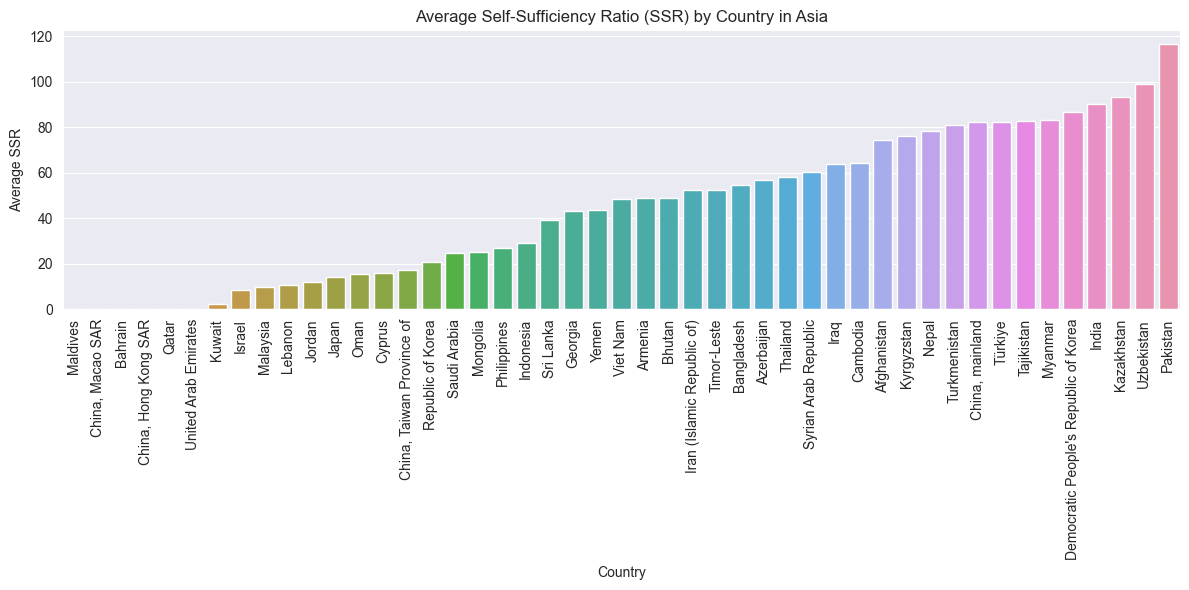 Average Self-Sufficiency Ratio (SSR) by Country in Asia
Average SSR
120
100
80
60
40
20
0
Maldives
China, Macao SAR
Bahrain
China, Hong Kong SAR
Qatar
United Arab Emirates
Kuwait
Israel
Malaysia
Lebanon
Jordan
Japan
Oman
Cyprus
China, Taiwan Province of
Republic of Korea
Saudi Arabia
Mongolia
Philippines
Indonesia
Sri Lanka
Georgia
Yemen
Viet Nam
Armenia
Bhutan
Iran (Islamic Republic of)
Timor-Leste
Bangladesh
Azerbaijan
Thailand
Syrian Arab Republic
Iraq
Cambodia
Afghanistan
Kyrgyzstan
Nepal
Turkmenistan
China, mainland
Türkiye
Tajikistan
Myanmar
Democratic People's Republic of Korea
India
Kazakhstan
Uzbekistan
Pakistan
Country